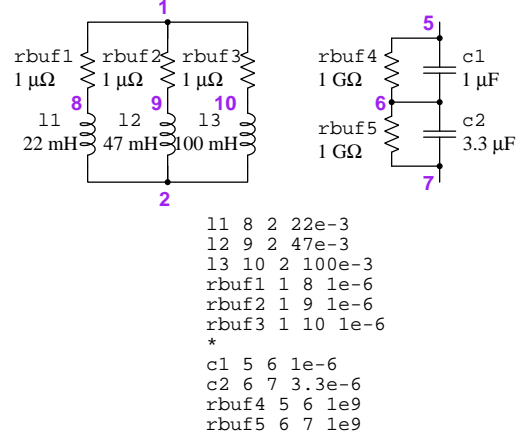 1
5
rbuf1 rbuf2 rbuf3
1 μΩ 1 μΩ 1 μΩ
8 9 10
l1 l2 l3
22 mH 47 mH 100 mH
2
rbuf4 c1
1 GΩ 1 μF
6
rbuf5 c2
1 GΩ 3.3 μF
7
l1 8 2 22e-3
l2 9 2 47e-3
l3 10 2 100e-3
rbuf1 1 8 1e-6
rbuf2 1 9 1e-6
rbuf3 1 10 1e-6
*
c1 5 6 1e-6
c2 6 7 3.3e-6
rbuf4 5 6 1e9
rbuf5 6 7 1e9